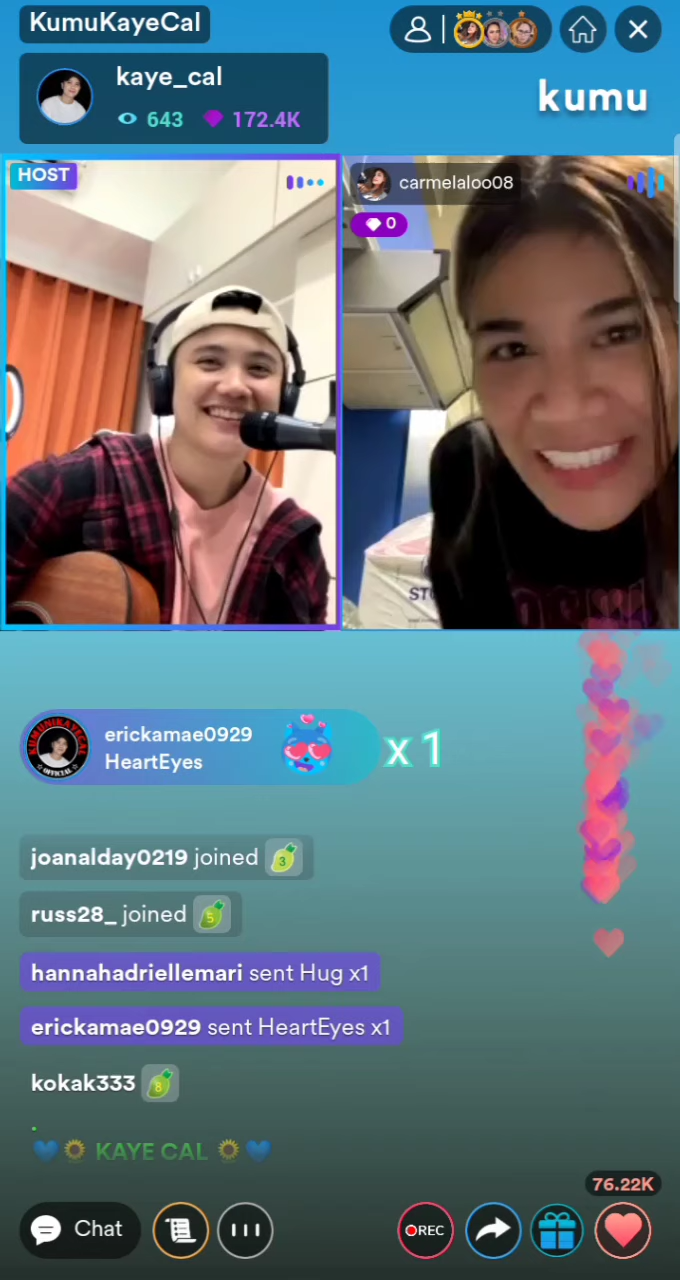 KumuKayeCal
kaye_cal
643
172.4K
kumu
HOST
carmelaloo08
0
erickamae0929
HeartEyes
x 1
joanalday0219 joined 3
russ28_ joined 5
hannahadriellemari sent Hug x1
erickamae0929 sent HeartEyes x1
kokak333 8
.
💙🌻 KAYE CAL 🌻💙
76.22K
Chat
REC